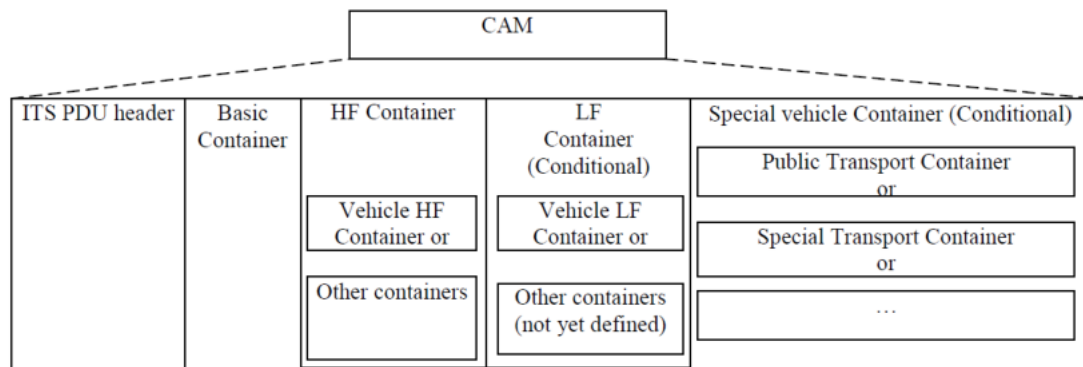 CAM
ITS PDU header
Basic
Container
HF Container
Vehicle HF
Container or
Other containers
LF
Container
(Conditional)
Vehicle LF
Container or
Other containers
(not yet defined)
Special vehicle Container (Conditional)
Public Transport Container
or
Special Transport Container
or
...